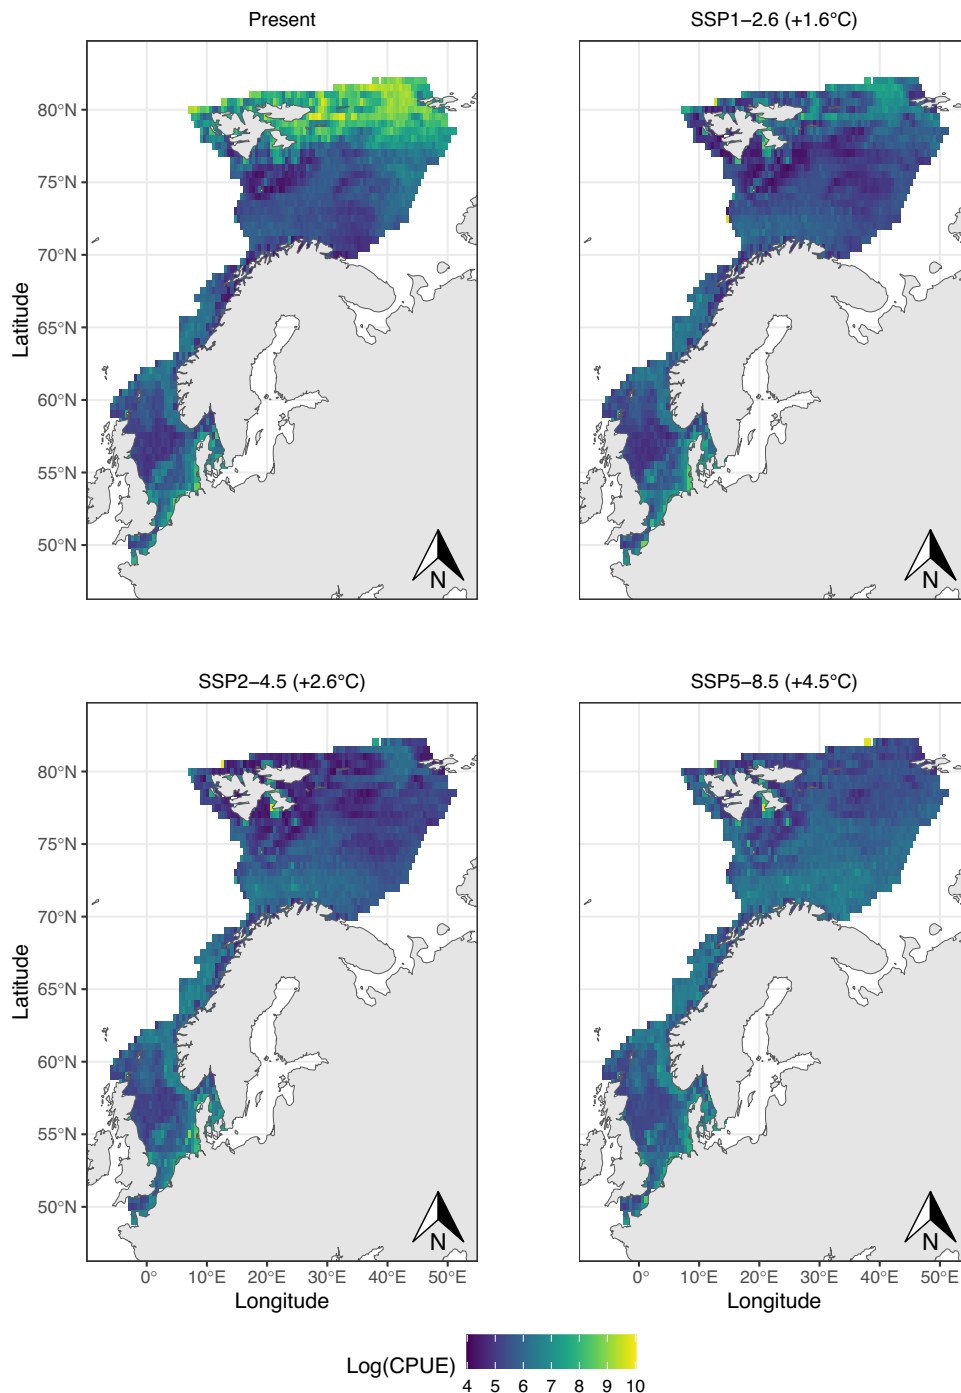 Present
SSP1−2.6 (+1.6°C)
80°N
75°N
70°N
65°N
60°N
55°N
50°N
Latitude
N
N
SSP2−4.5 (+2.6°C)
SSP5−8.5 (+4.5°C)
80°N
75°N
70°N
65°N
60°N
55°N
50°N
Latitude
N
N
0° 10°E 20°E 30°E 40°E 50°E
0° 10°E 20°E 30°E 40°E 50°E
Longitude
Longitude
Log(CPUE)
4 5 6 7 8 9 10